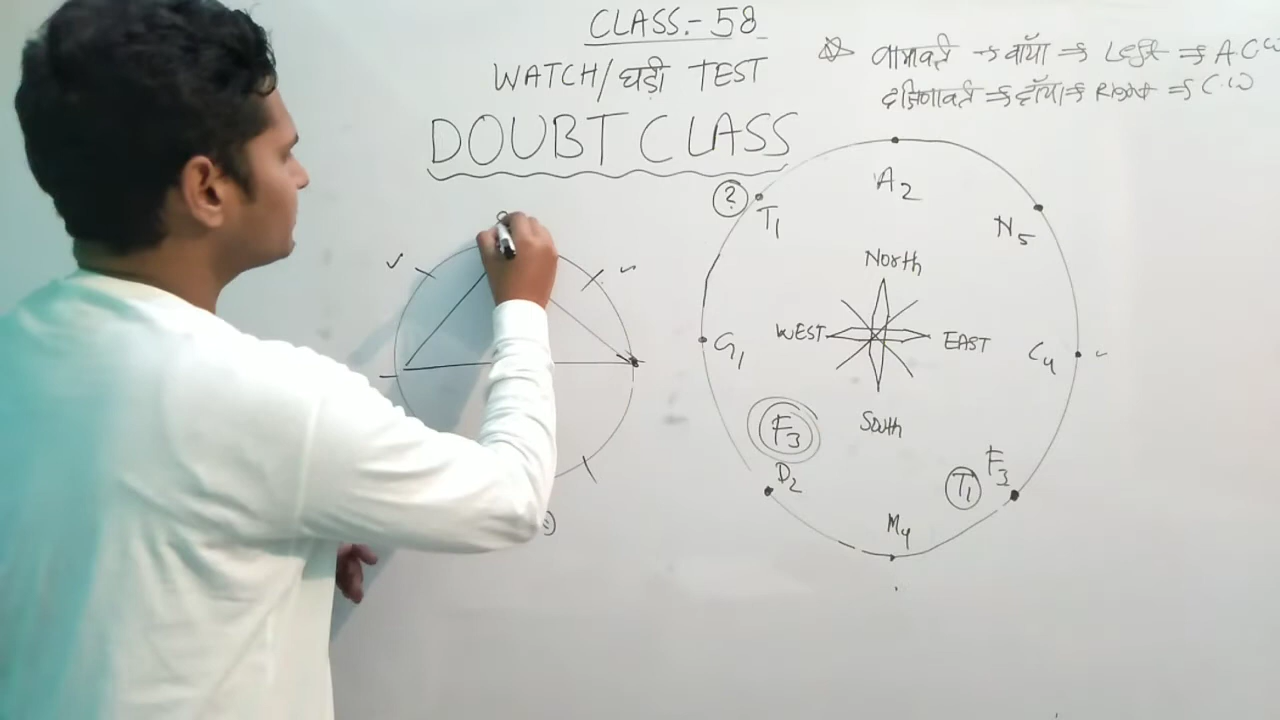 CLASS:- 58
WATCH/घड़ी TEST
DOUBT CLASS
वामावर्त → बाँया ⇒ Left ⇒ ACW
दक्षिणावर्त ⇒ दाँया ⇒ Right ⇒ C.W
A2
?
T1
N5
North
WEST
EAST
G1
C4
South
F3
D2
F3
T1
M4